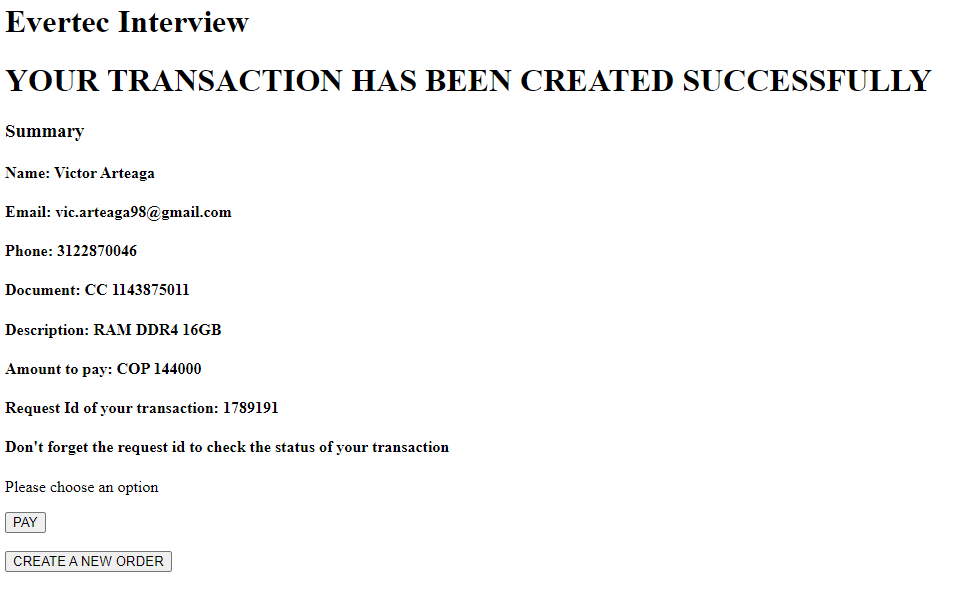 Evertec Interview
YOUR TRANSACTION HAS BEEN CREATED SUCCESSFULLY
Summary
Name: Victor Arteaga
Email: vic.arteaga98@gmail.com
Phone: 3122870046
Document: CC 1143875011
Description: RAM DDR4 16GB
Amount to pay: COP 144000
Request Id of your transaction: 1789191
Don't forget the request id to check the status of your transaction
Please choose an option
PAY
CREATE A NEW ORDER